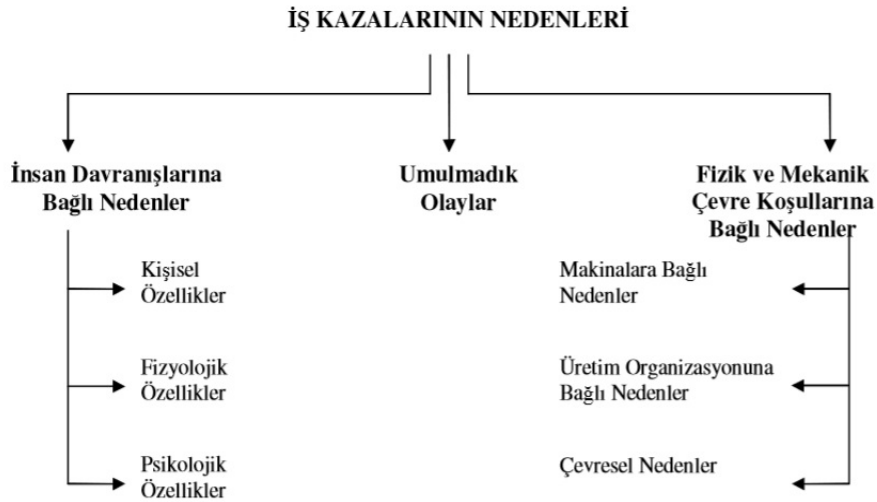 İŞ KAZALARININ NEDENLERİ
İnsan Davranışlarına
Bağlı Nedenler
Umulmadık
Olaylar
Fizik ve Mekanik
Çevre Koşullarına
Bağlı Nedenler
Kişisel
Özellikler
Fizyolojik
Özellikler
Psikolojik
Özellikler
Makinalara Bağlı
Nedenler
Üretim Organizasyonuna
Bağlı Nedenler
Çevresel Nedenler